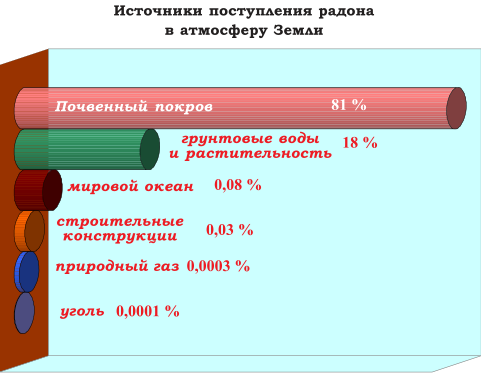 Источники поступления радона
в атмосферу Земли
Почвенный покров 81 %
грунтовые воды
и растительность 18 %
мировой океан 0,08 %
строительные
конструкции 0,03 %
природный газ 0,0003 %
уголь 0,0001 %